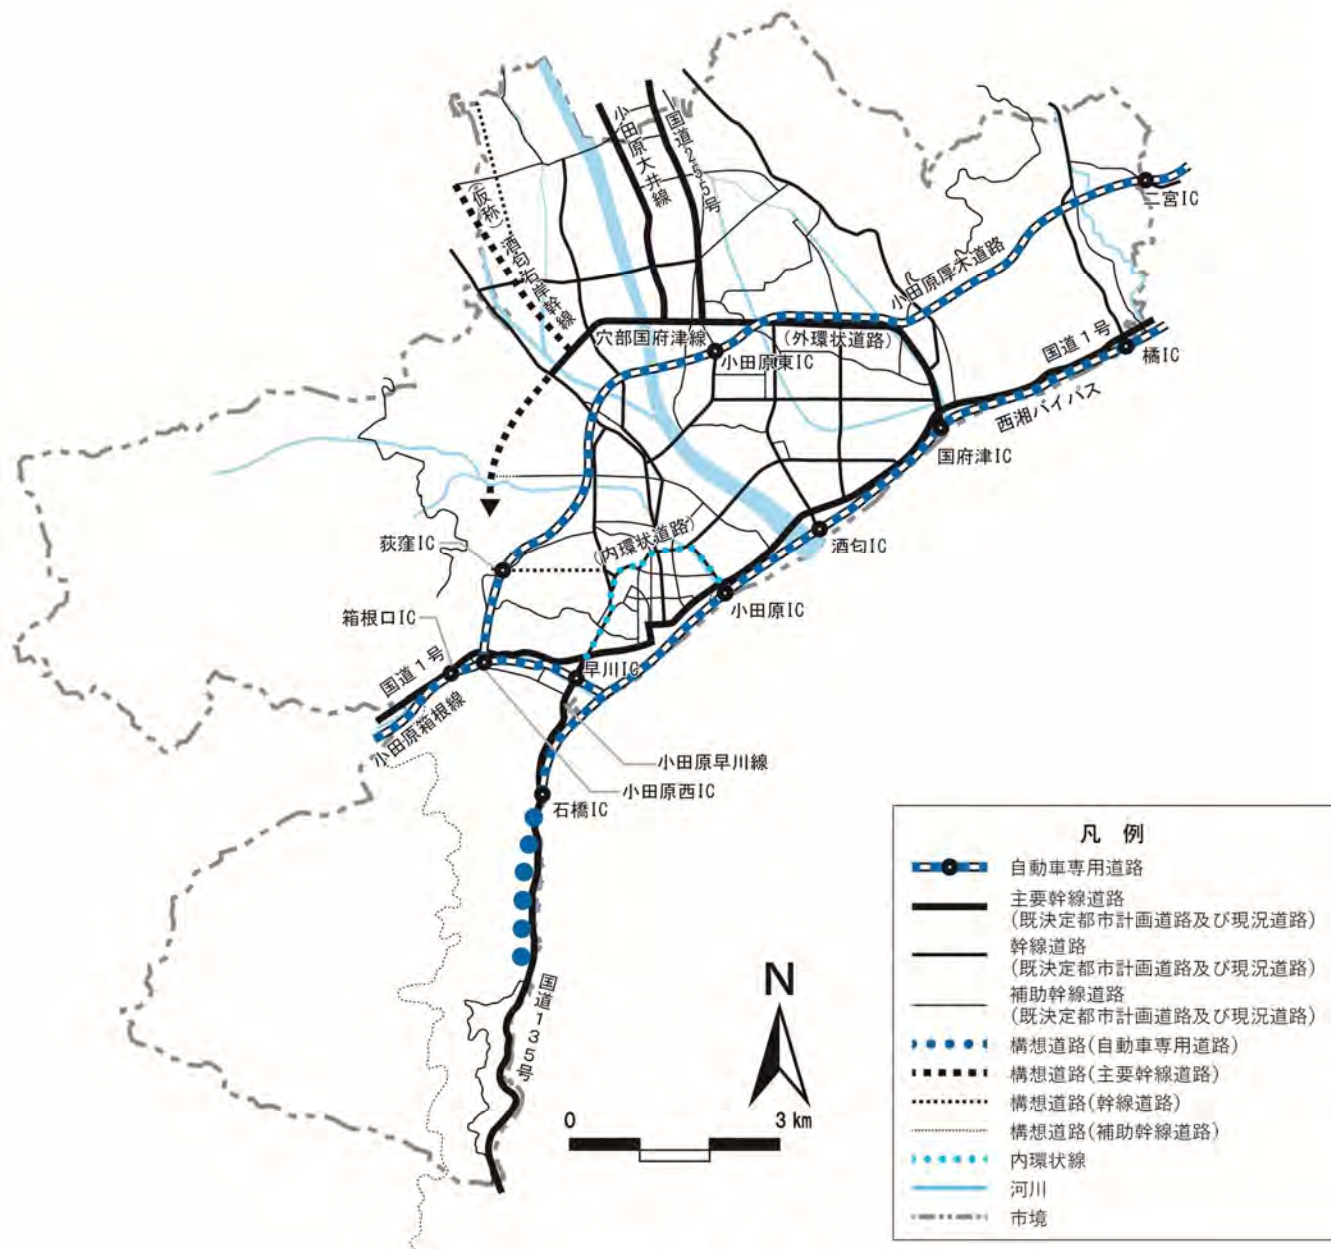 小田原大井線
国道255号
(仮称)酒匂右岸幹線
二宮IC
小田原厚木道路
穴部国府津線
(外環状道路)
小田原東IC
国道1号
橘IC
西湘バイパス
国府津IC
酒匂IC
(内環状道路)
荻窪IC
小田原IC
箱根口IC
国道1号
早川IC
小田原箱根線
小田原早川線
小田原西IC
石橋IC
国道135号
N
0 3 km
凡 例
自動車専用道路
主要幹線道路
(既決定都市計画道路及び現況道路)
幹線道路
(既決定都市計画道路及び現況道路)
補助幹線道路
(既決定都市計画道路及び現況道路)
構想道路(自動車専用道路)
構想道路(主要幹線道路)
構想道路(幹線道路)
構想道路(補助幹線道路)
内環状線
河川
市境